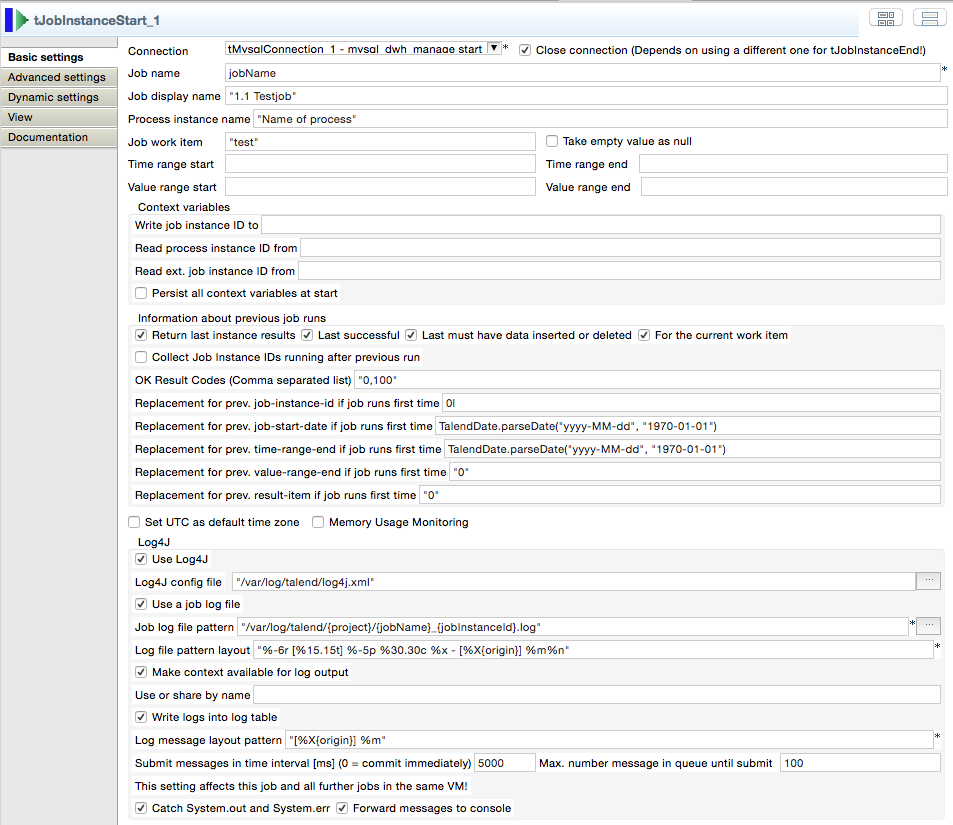 tJobInstanceStart_1
Basic settings
Advanced settings
Dynamic settings
View
Documentation
Connection tMysqlConnection_1 - mysql_dwh_manage start * Close connection (Depends on using a different one for tJobInstanceEnd!)
Job name jobName *
Job display name "1.1 Testjob"
Process instance name "Name of process"
Job work item "test" Take empty value as null
Time range start Time range end
Value range start Value range end
Context variables
Write job instance ID to
Read process instance ID from
Read ext. job instance ID from
Persist all context variables at start
Information about previous job runs
Return last instance results Last successful Last must have data inserted or deleted For the current work item
Collect Job Instance IDs running after previous run
OK Result Codes (Comma separated list) "0,100"
Replacement for prev. job-instance-id if job runs first time 0l
Replacement for prev. job-start-date if job runs first time TalendDate.parseDate("yyyy-MM-dd", "1970-01-01")
Replacement for prev. time-range-end if job runs first time TalendDate.parseDate("yyyy-MM-dd", "1970-01-01")
Replacement for prev. value-range-end if job runs first time "0"
Replacement for prev. result-item if job runs first time "0"
Set UTC as default time zone Memory Usage Monitoring
Log4J
Use Log4J
Log4J config file "/var/log/talend/log4j.xml" ...
Use a job log file
Job log file pattern "/var/log/talend/{project}/{jobName}_{jobInstanceId}.log" * ...
Log file pattern layout "%-6r [%15.15t] %-5p %30.30c %x - [%X{origin}] %m%n" *
Make context available for log output
Use or share by name
Write logs into log table
Log message layout pattern "[%X{origin}] %m" *
Submit messages in time interval [ms] (0 = commit immediately) 5000 Max. number message in queue until submit 100
This setting affects this job and all further jobs in the same VM!
Catch System.out and System.err Forward messages to console